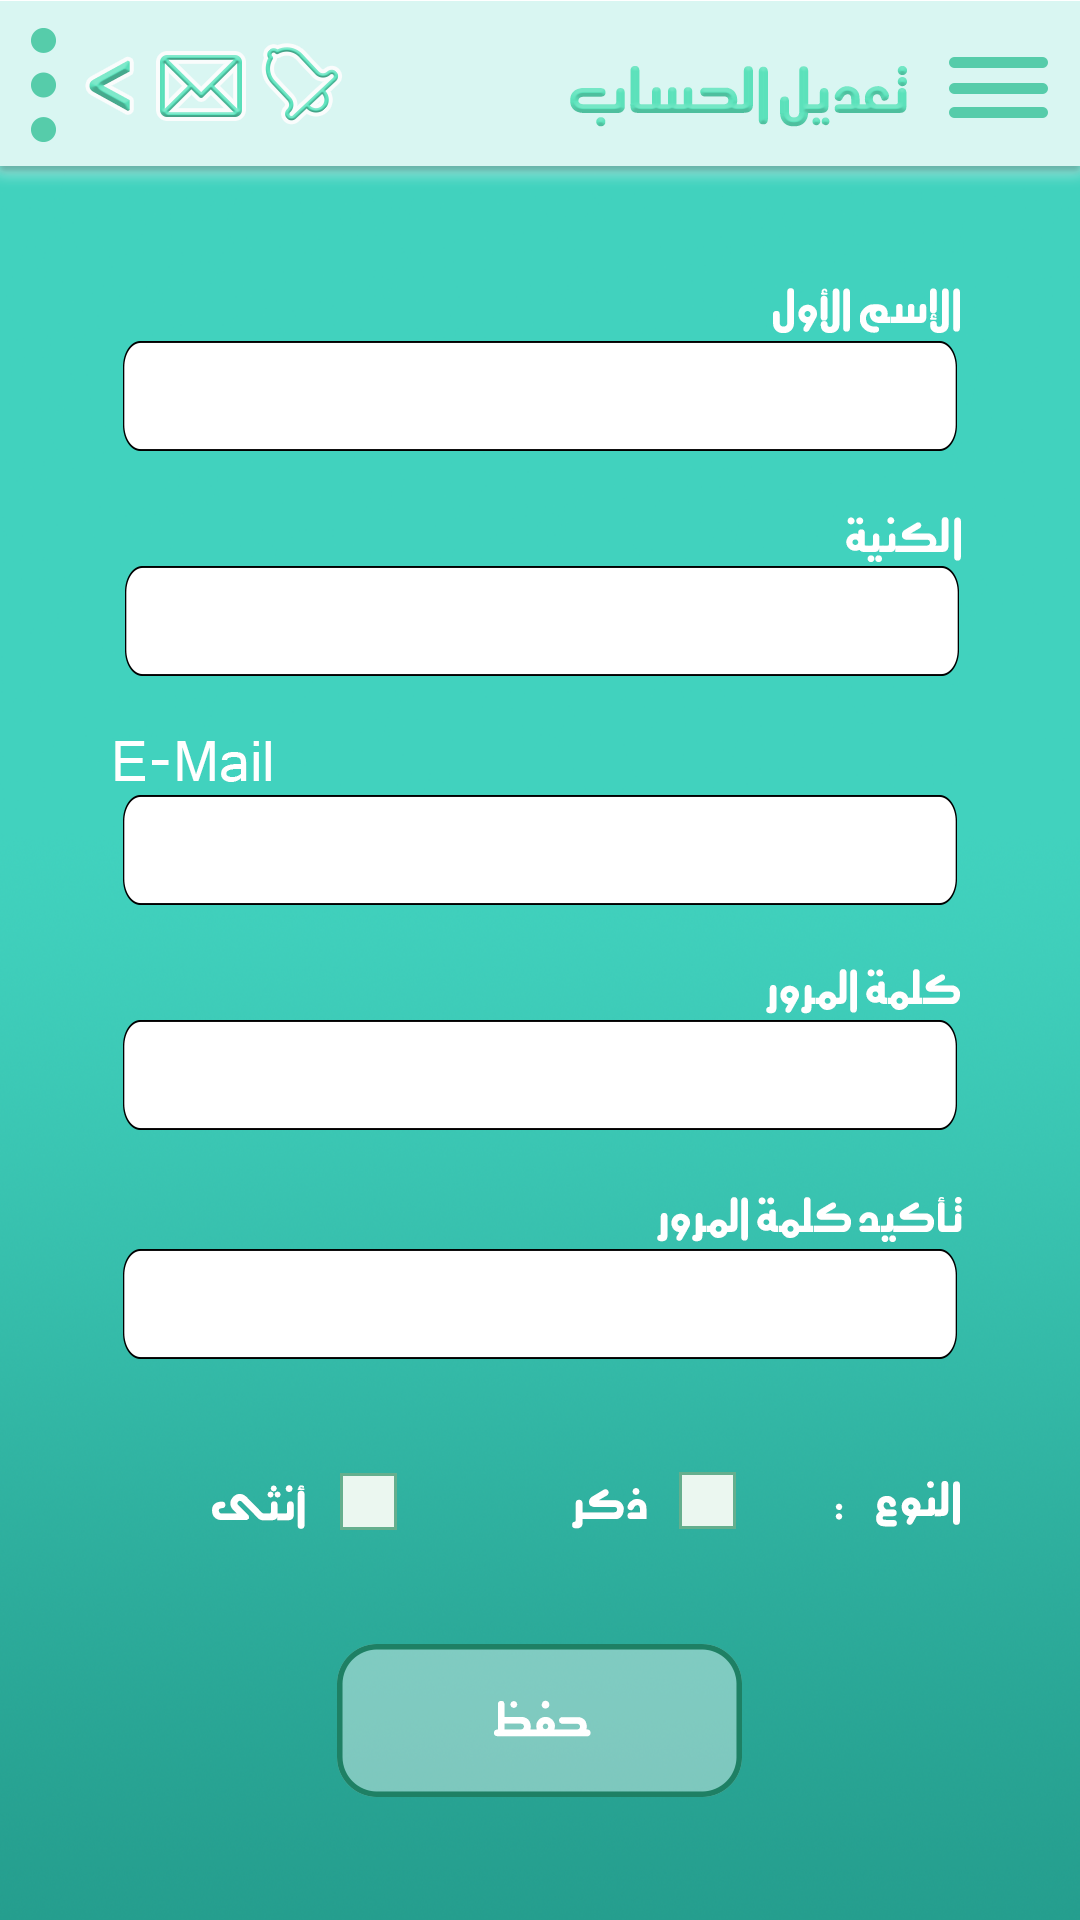 تعديل الحساب
الإسم الأول
الكنية
E-Mail
كلمة المرور
تأكيد كلمة المرور
النوع : ذكر أنثى
حفظ